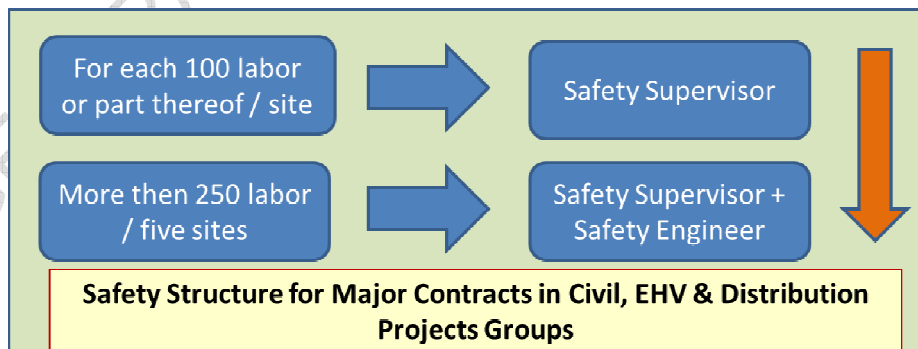 For each 100 labor
or part thereof / site
Safety Supervisor
More then 250 labor
/ five sites
Safety Supervisor +
Safety Engineer
Safety Structure for Major Contracts in Civil, EHV & Distribution
Projects Groups